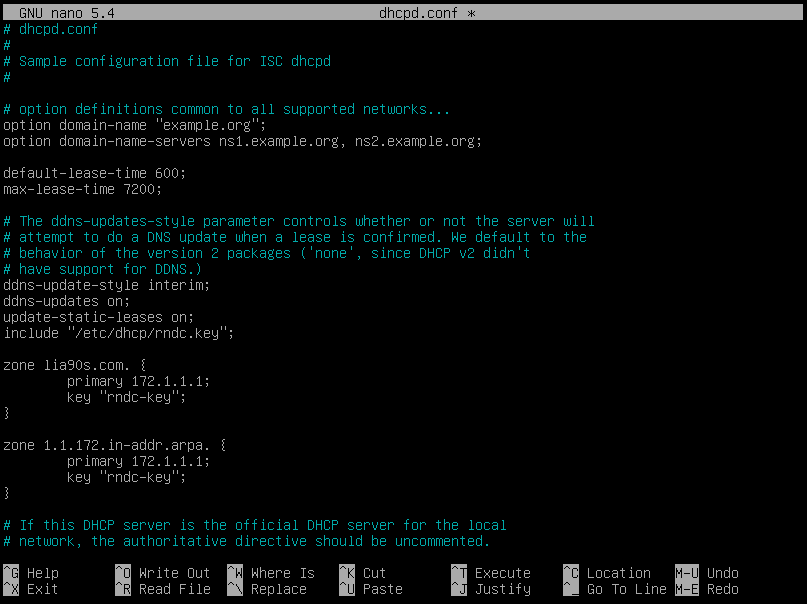 GNU nano 5.4 dhcpd.conf *
# dhcpd.conf
#
# Sample configuration file for ISC dhcpd
#
# option definitions common to all supported networks...
option domain-name "example.org";
option domain-name-servers ns1.example.org, ns2.example.org;
default-lease-time 600;
max-lease-time 7200;
# The ddns-updates-style parameter controls whether or not the server will
# attempt to do a DNS update when a lease is confirmed. We default to the
# behavior of the version 2 packages ('none', since DHCP v2 didn't
# have support for DDNS.)
ddns-update-style interim;
ddns-updates on;
update-static-leases on;
include "/etc/dhcp/rndc.key";
zone lia90s.com. {
        primary 172.1.1.1;
        key "rndc-key";
}
zone 1.1.172.in-addr.arpa. {
        primary 172.1.1.1;
        key "rndc-key";
}
# If this DHCP server is the official DHCP server for the local
# network, the authoritative directive should be uncommented.
^G Help ^O Write Out ^W Where Is ^K Cut ^T Execute ^C Location M-U Undo
^X Exit ^R Read File ^\ Replace ^U Paste ^J Justify ^_ Go To Line M-E Redo